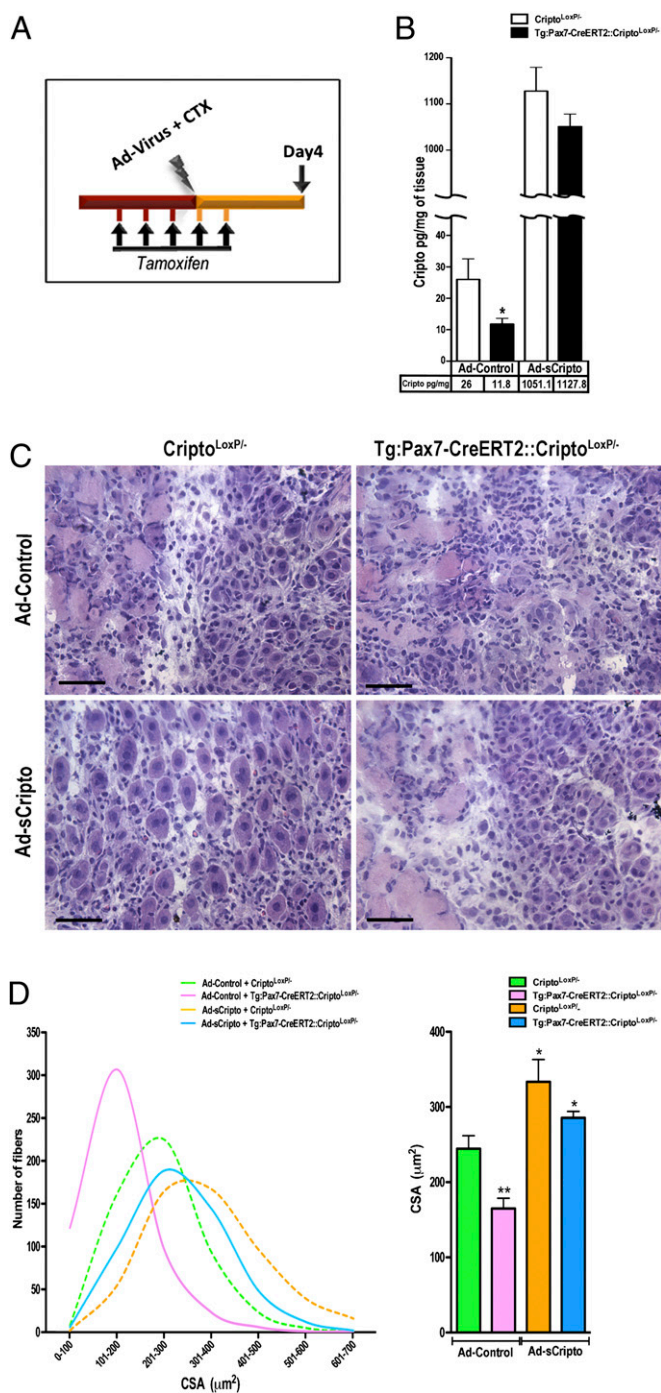 A
Ad-Virus + CTX
Day4
Tamoxifen
B
Cripto^LoxP/-
Tg:Pax7-CreERT2::Cripto^LoxP/-
Cripto pg/mg of tissue
1200
1100
1000
40
30
20
10
0
*
Ad-Control Ad-sCripto
Cripto pg/mg 26 11.8 1051.1 1127.8
C
Cripto^LoxP/- Tg:Pax7-CreERT2::Cripto^LoxP/-
Ad-Control
Ad-sCripto
D
Ad-Control + Cripto^LoxP/-
Ad-Control + Tg:Pax7-CreERT2::Cripto^LoxP/-
Ad-sCripto + Cripto^LoxP/-
Ad-sCripto + Tg:Pax7-CreERT2::Cripto^LoxP/-
Number of fibers
350
300
250
200
150
100
50
0
0-100 101-200 201-300 301-400 401-500 501-600 601-700
CSA (μm²)
Cripto^LoxP/-
Tg:Pax7-CreERT2::Cripto^LoxP/-
Cripto^LoxP/-
Tg:Pax7-CreERT2::Cripto^LoxP/-
CSA (μm²)
400
300
200
100
0
**
*
*
Ad-Control Ad-sCripto